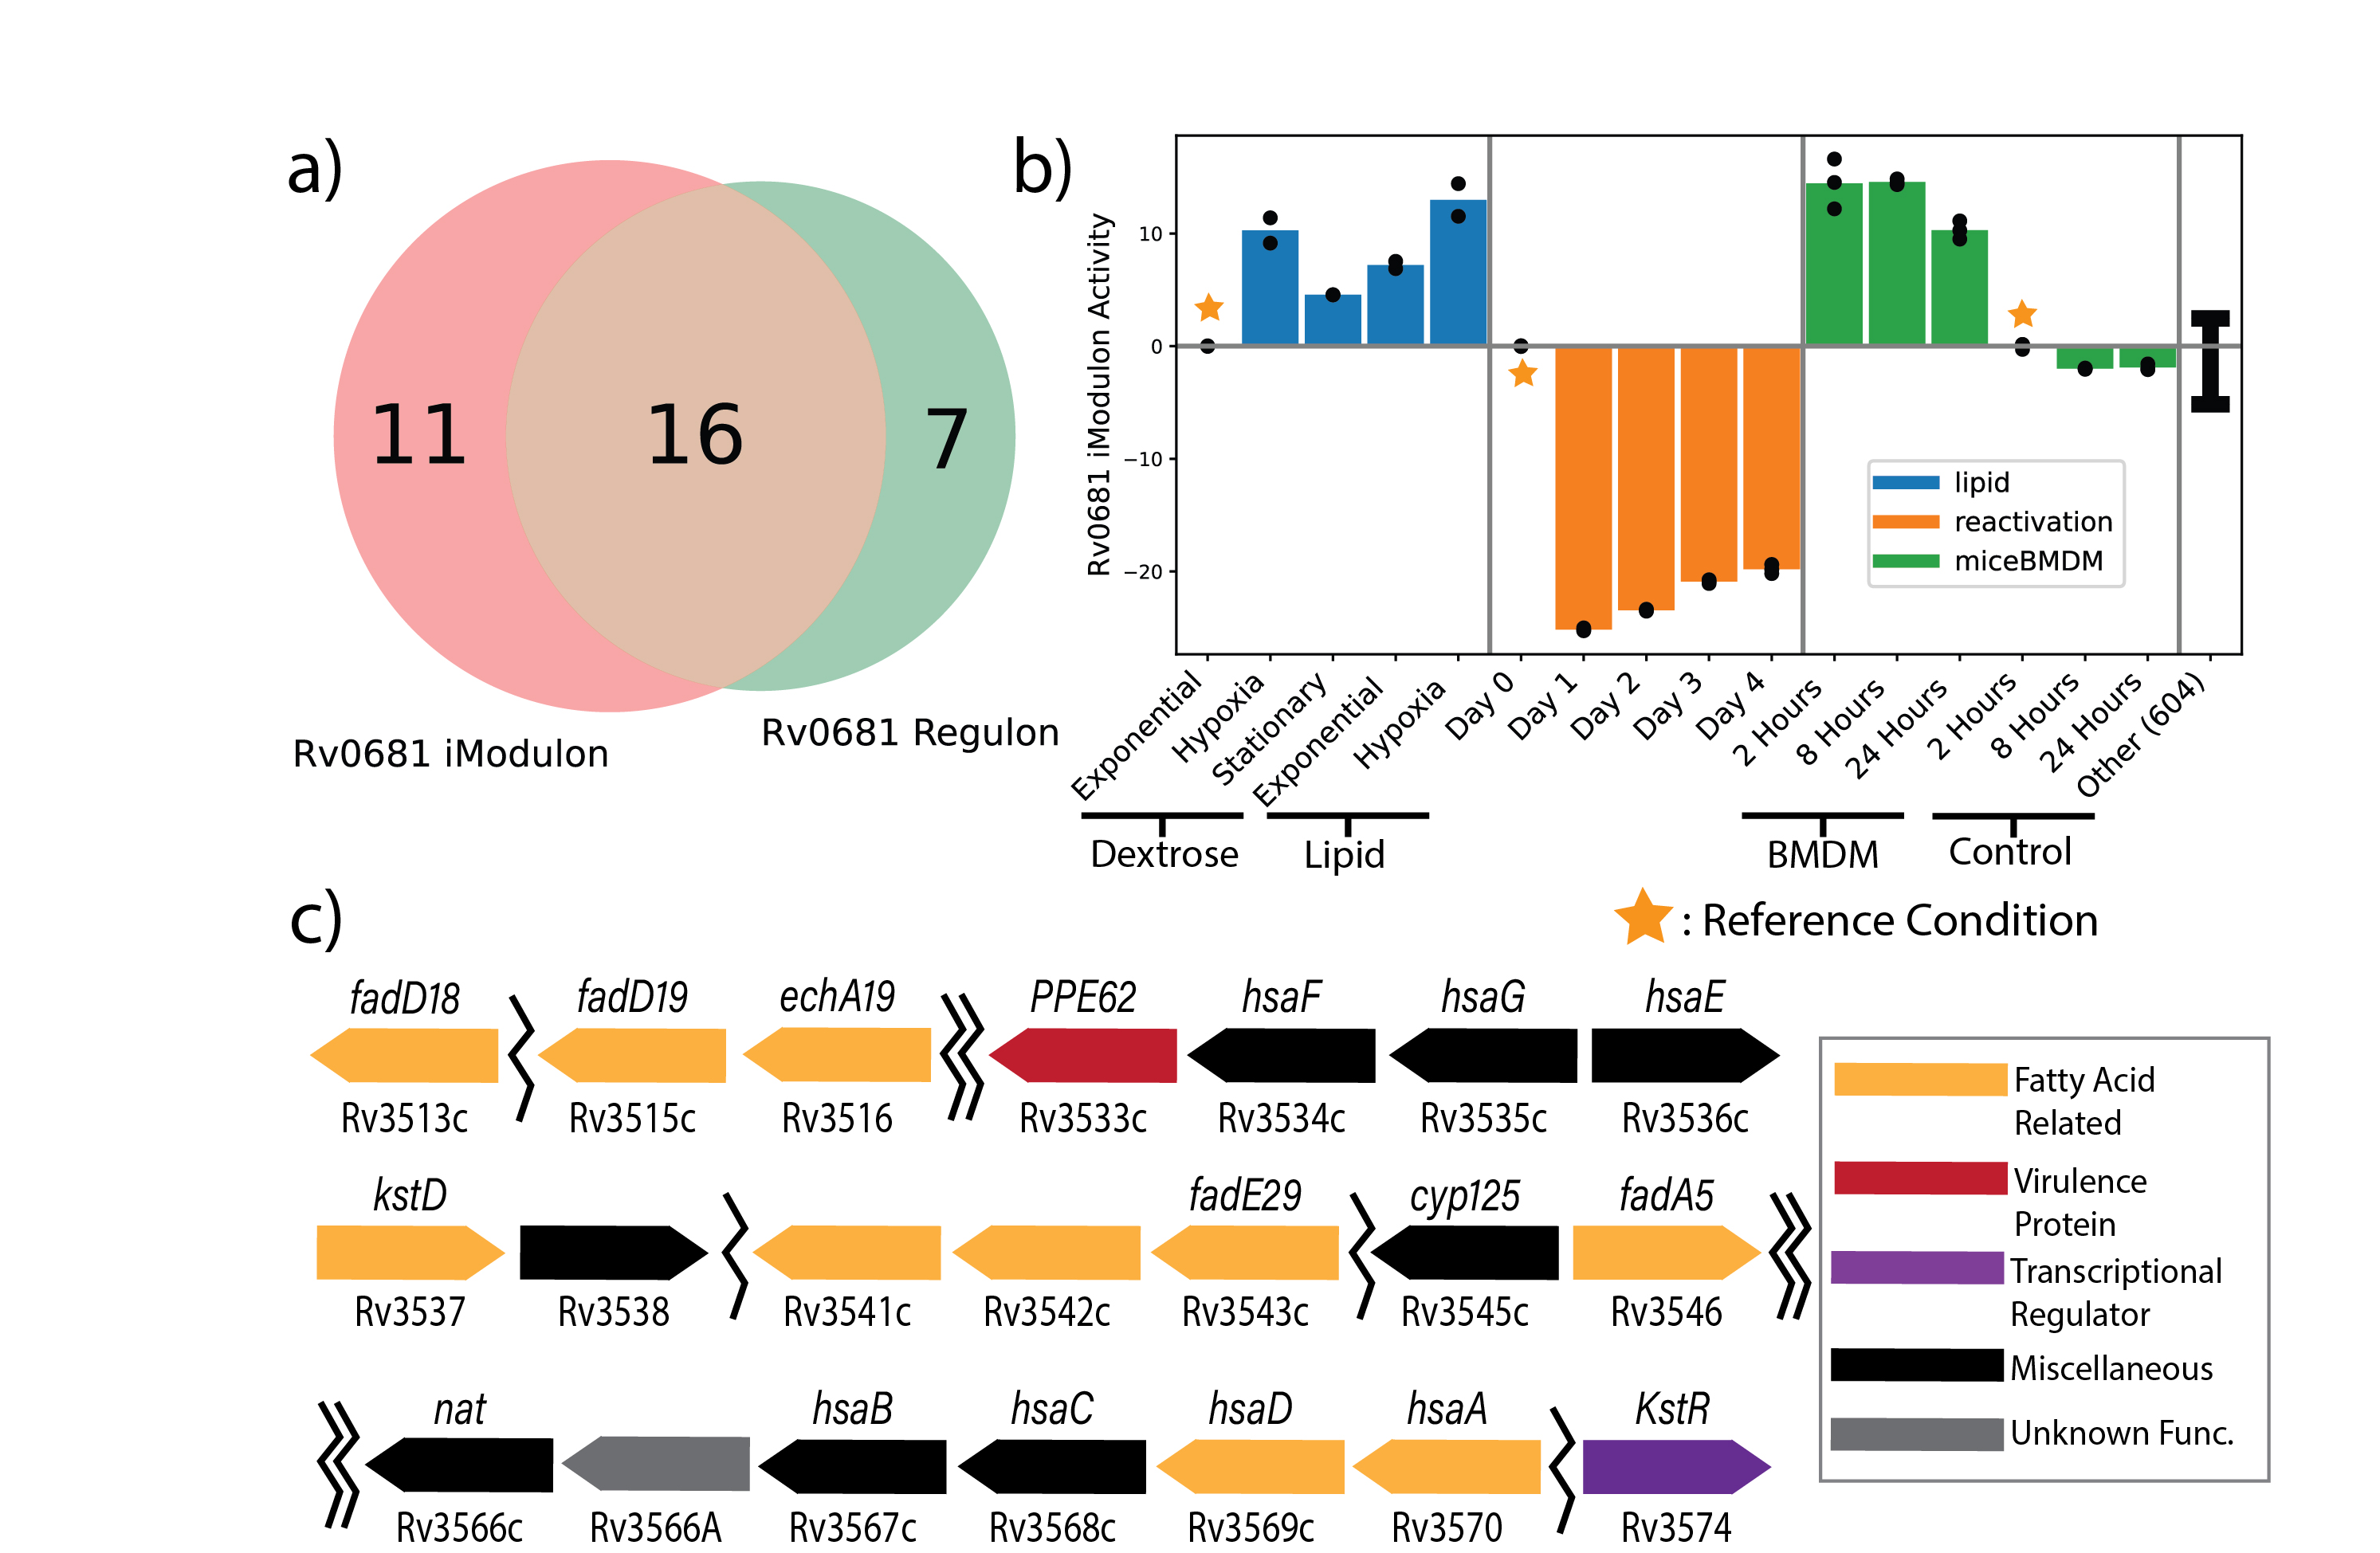 a)
11
16
7
Rv0681 iModulon
Rv0681 Regulon
b)
Rv0681 iModulon Activity
10
0
−10
−20
lipid
reactivation
miceBMDM
Exponential
Hypoxia
Stationary
Exponential
Hypoxia
Day 0
Day 1
Day 2
Day 3
Day 4
2 Hours
8 Hours
24 Hours
2 Hours
8 Hours
24 Hours
Other (604)
Dextrose
Lipid
BMDM
Control
: Reference Condition
c)
fadD18 fadD19 echA19 PPE62 hsaF hsaG hsaE
Rv3513c Rv3515c Rv3516 Rv3533c Rv3534c Rv3535c Rv3536c
kstD fadE29 cyp125 fadA5
Rv3537 Rv3538 Rv3541c Rv3542c Rv3543c Rv3545c Rv3546
nat hsaB hsaC hsaD hsaA KstR
Rv3566c Rv3566A Rv3567c Rv3568c Rv3569c Rv3570 Rv3574
Fatty Acid
Related
Virulence
Protein
Transcriptional
Regulator
Miscellaneous
Unknown Func.